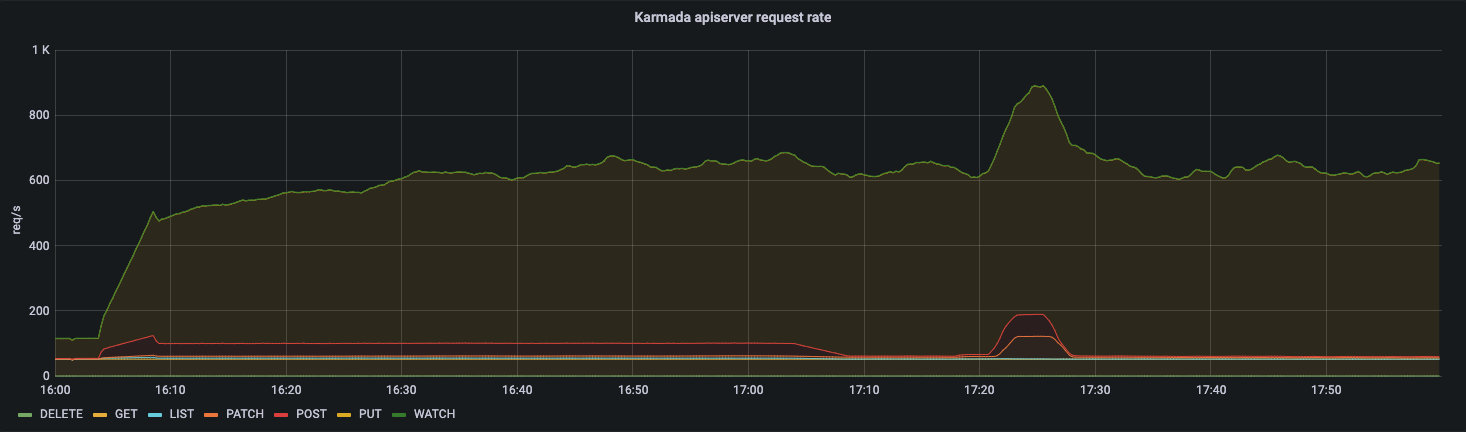 Karmada apiserver request rate
1 K
800
600
400
200
0
req/s
16:00 16:10 16:20 16:30 16:40 16:50 17:00 17:10 17:20 17:30 17:40 17:50
DELETE GET LIST PATCH POST PUT WATCH